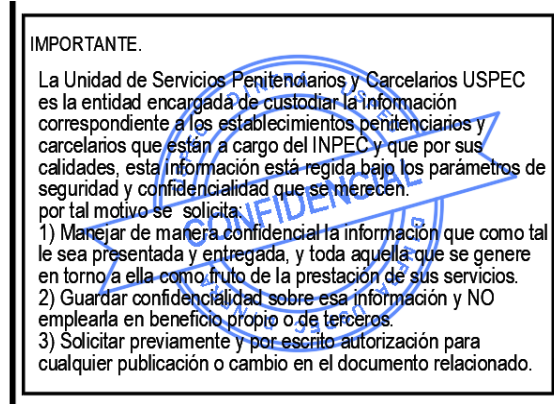 IMPORTANTE.
La Unidad de Servicios Penitenciarios y Carcelarios USPEC
es la entidad encargada de custodiar la información
correspondiente a los establecimientos penitenciarios y
carcelarios que están a cargo del INPEC y que por sus
calidades, esta información está regida bajo los parámetros de
seguridad y confidencialidad que se merecen.
por tal motivo se solicita:
1) Manejar de manera confidencial la información que como tal
le sea presentada y entregada, y toda aquella que se genere
en torno a ella como fruto de la prestación de sus servicios.
2) Guardar confidencialidad sobre esa información y NO
emplearla en beneficio propio o de terceros.
3) Solicitar previamente y por escrito autorización para
cualquier publicación o cambio en el documento relacionado.
CONFIDENCIAL
USPEC DINFRA USPEC DINFRA